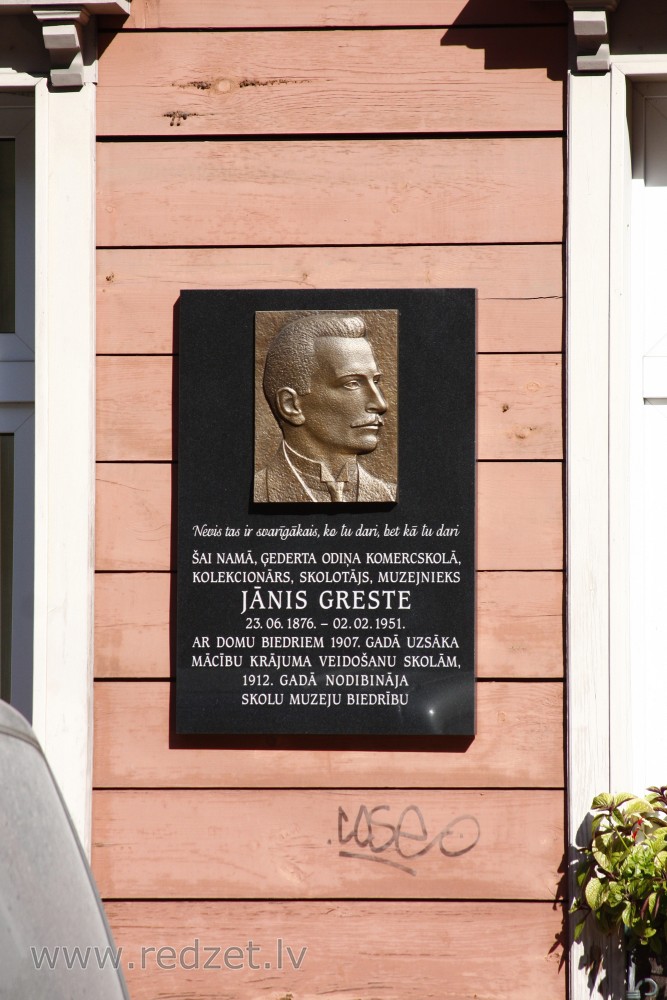 Nevis tas ir svarīgākais, ko tu dari, bet kā tu dari
ŠAI NAMĀ, ĢEDERTA ODIŅA KOMERCSKOLĀ,
KOLEKCIONĀRS, SKOLOTĀJS, MUZEJNIEKS
JĀNIS GRESTE
23.06.1876. – 02.02.1951.
AR DOMU BIEDRIEM 1907. GADĀ UZSĀKA
MĀCĪBU KRĀJUMA VEIDOŠANU SKOLĀM,
1912. GADĀ NODIBINĀJA
SKOLU MUZEJU BIEDRĪBU
www.redzet.lv